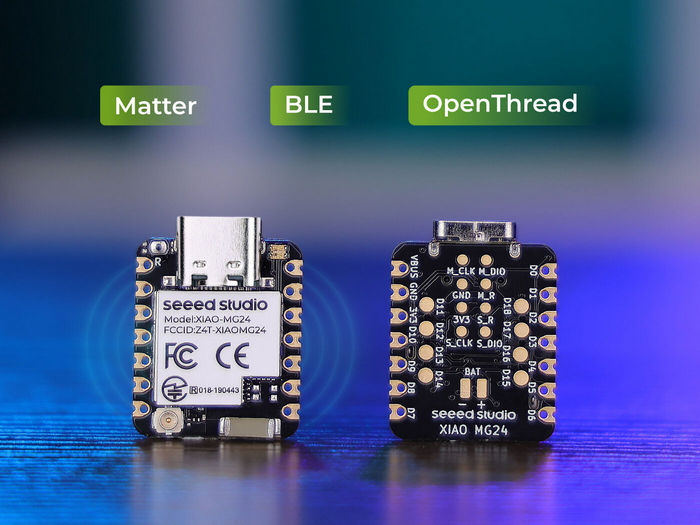 Matter
BLE
OpenThread
R
seeed studio
Model:XIAO-MG24
FCCID:Z4T-XIAOMG24
FC CE
R 018-190443
VBUS
GND
3V3
D10
D9
D7
M_CLK M_DIO
GND M_R
3V3 S_R
S_CLK S_DIO
D11
D12
D13
D14
D18
D17
D16
D15
D0
D1
D2
D3
D4
D5
D6
BAT
- +
seeed studio
XIAO MG24